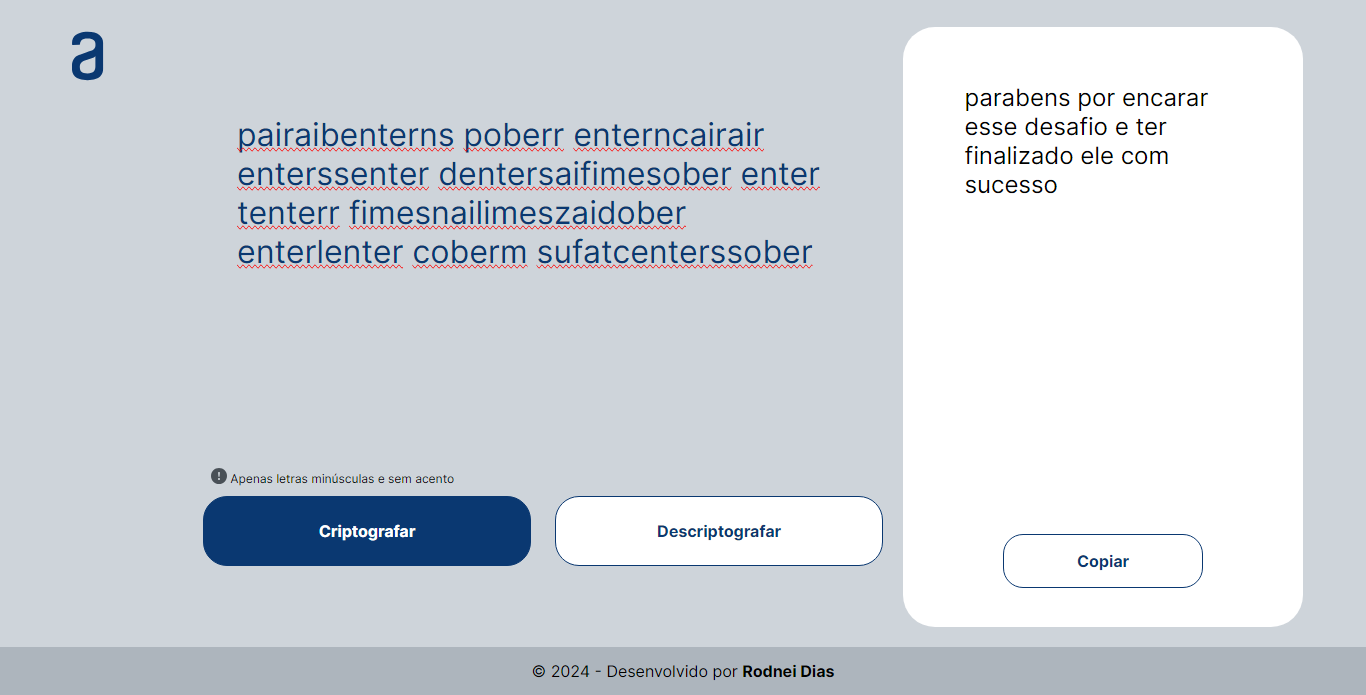 a
pairaibenterns poberr enterncairair
enterssenter dentersaifimesober enter
tenterr fimesnailimeszaidober
enterlenter coberm sufatcenterssober
Apenas letras minúsculas e sem acento
Criptografar
Descriptografar
parabens por encarar
esse desafio e ter
finalizado ele com
sucesso
Copiar
© 2024 - Desenvolvido por Rodnei Dias